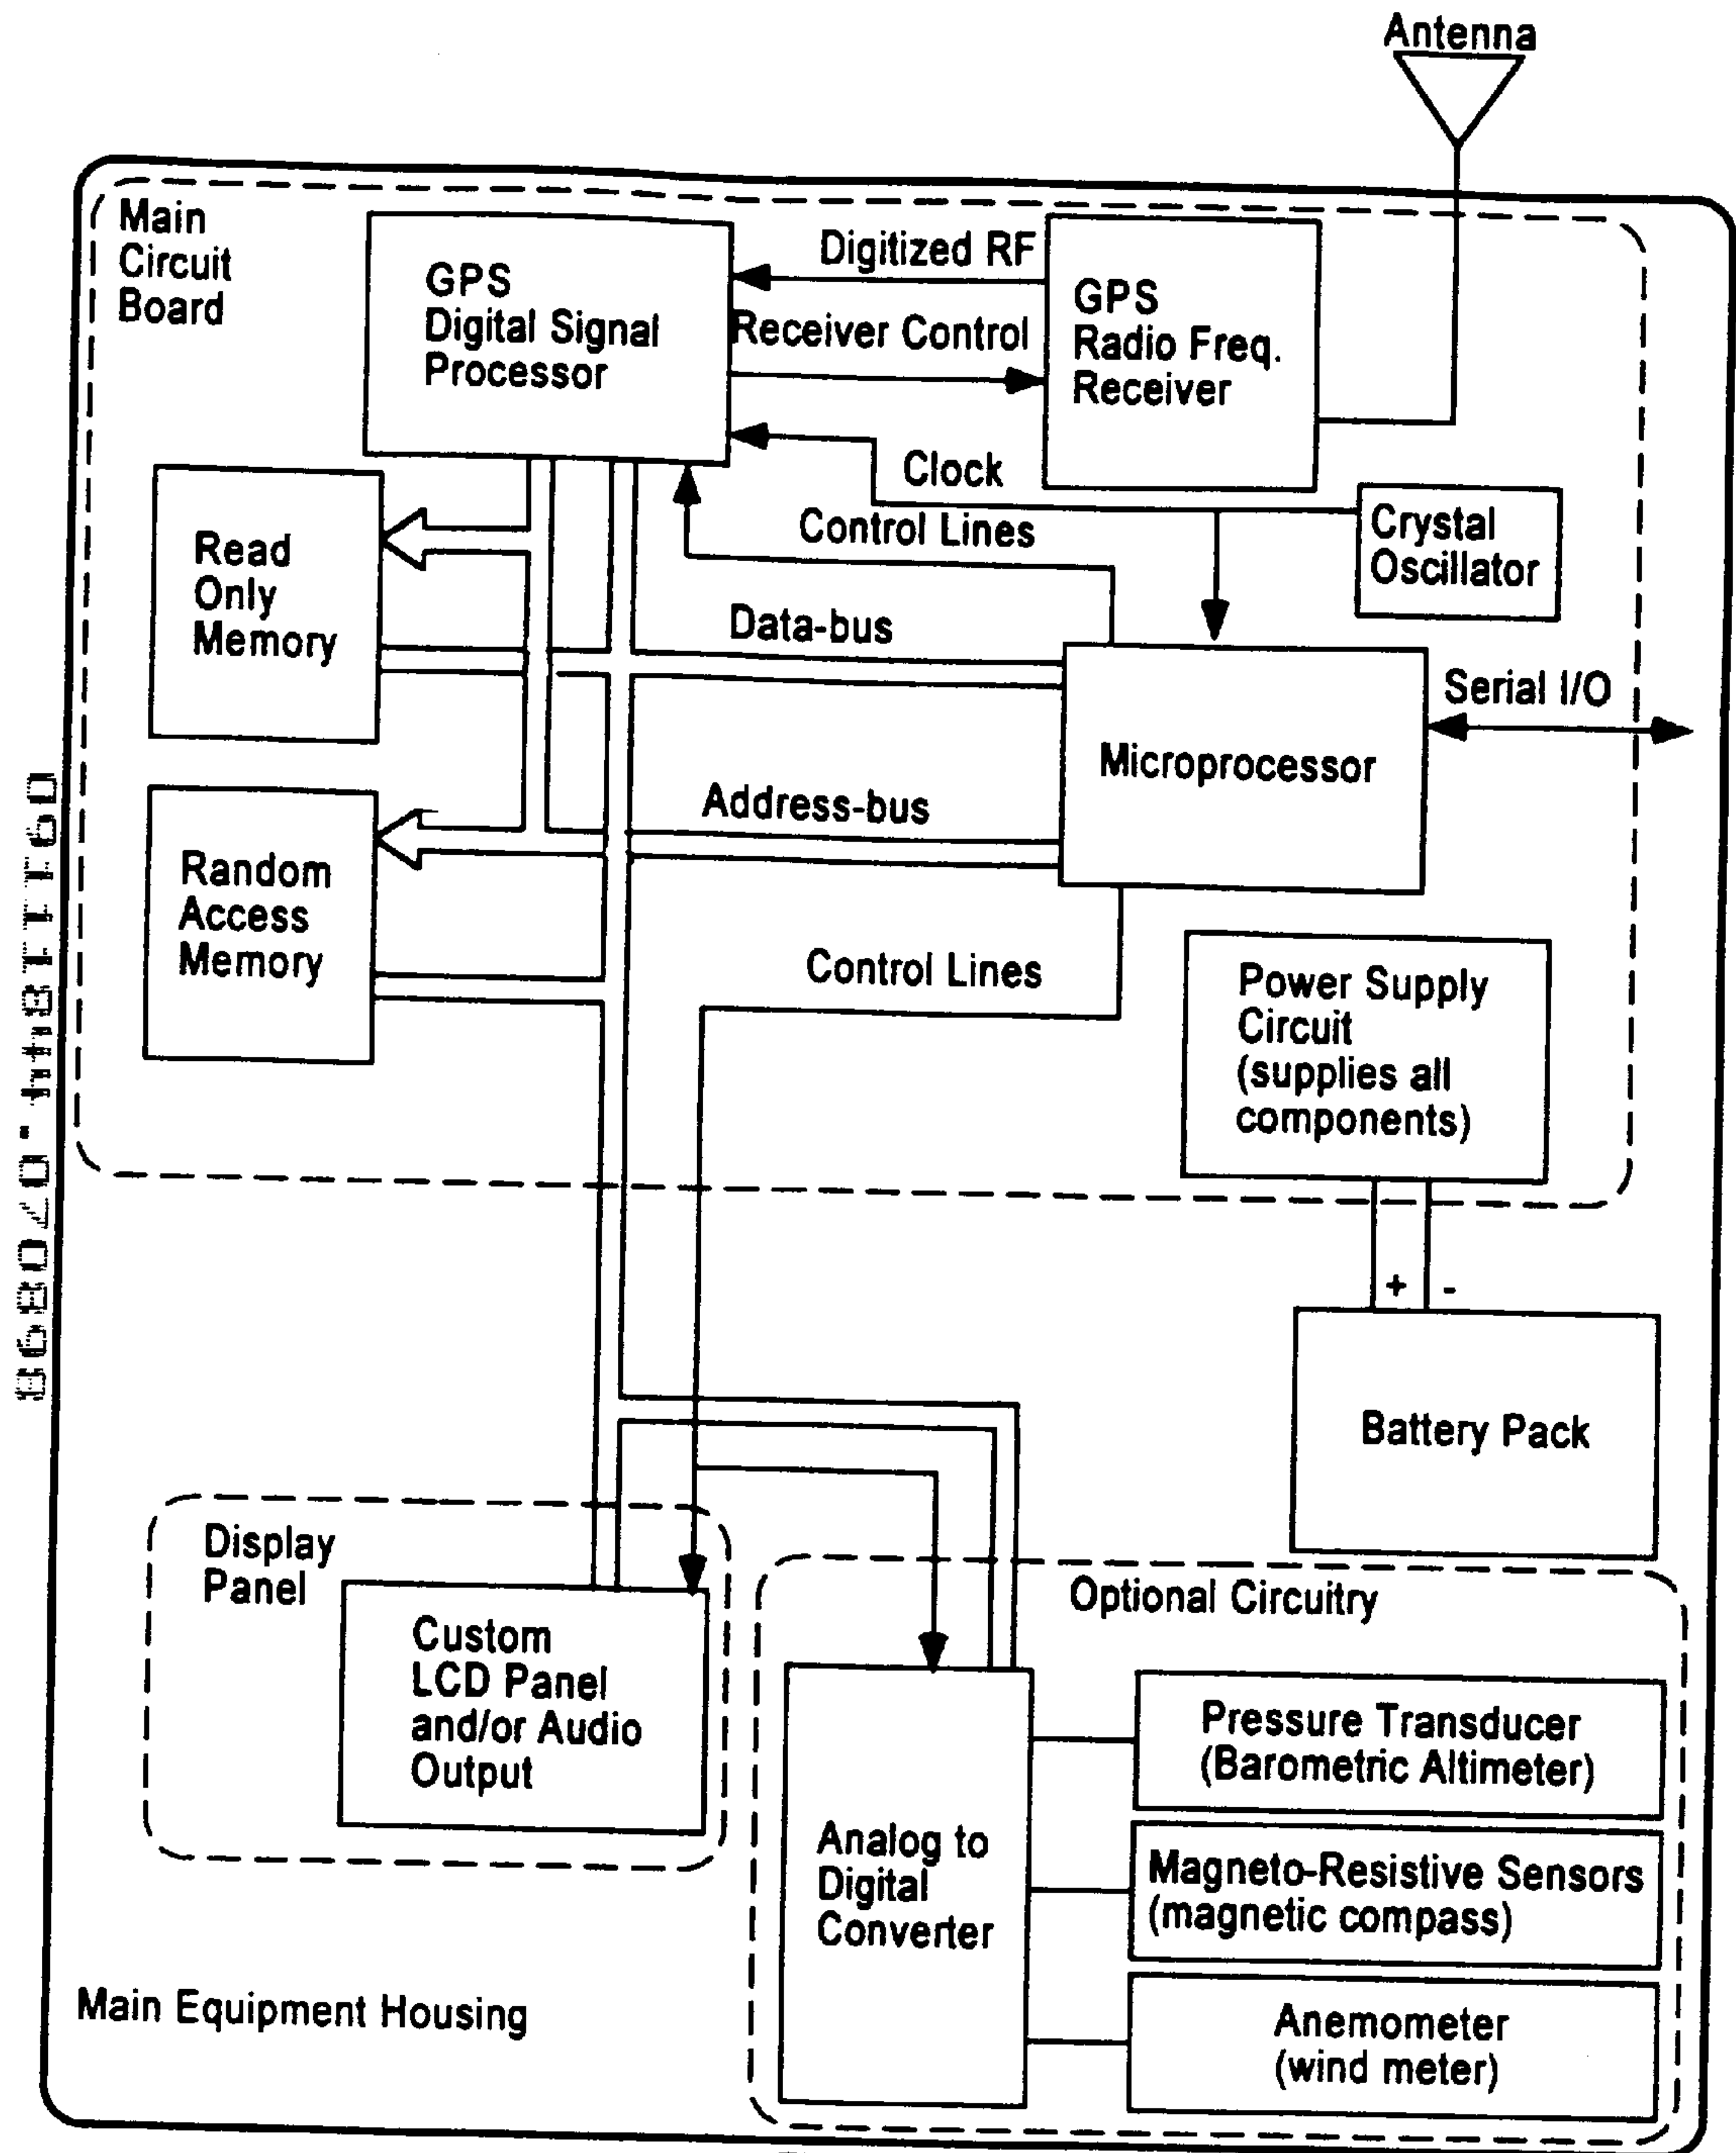 Antenna
Main
Circuit
Board
GPS
Digital Signal
Processor
Digitized RF
Receiver Control
GPS
Radio Freq.
Receiver
Clock
Control Lines
Crystal
Oscillator
Read
Only
Memory
Data-bus
Serial I/O
Microprocessor
Address-bus
Random
Access
Memory
Control Lines
Power Supply
Circuit
(supplies all
components)
+ -
Battery Pack
Display
Panel
Custom
LCD Panel
and/or Audio
Output
Optional Circuitry
Analog to
Digital
Converter
Pressure Transducer
(Barometric Altimeter)
Magneto-Resistive Sensors
(magnetic compass)
Anemometer
(wind meter)
Main Equipment Housing